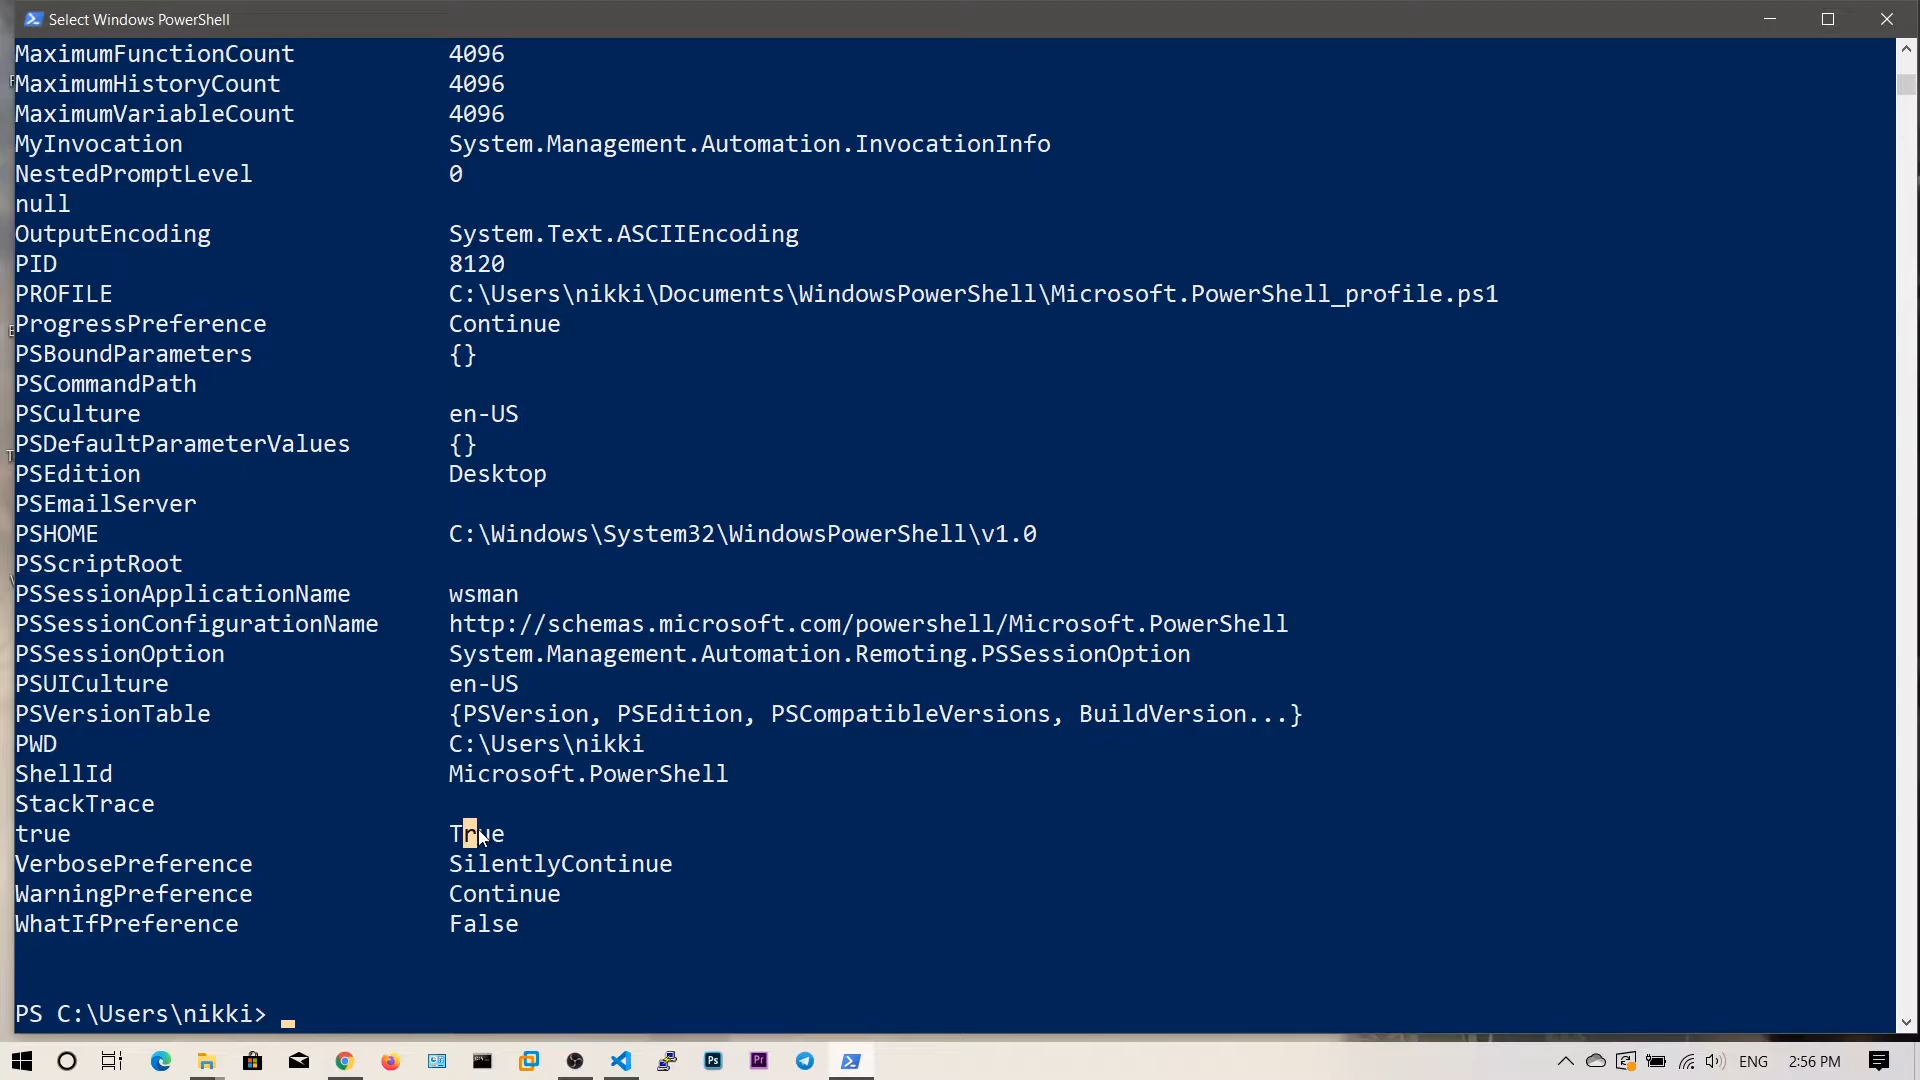 Select Windows PowerShell
MaximumFunctionCount 4096
MaximumHistoryCount 4096
MaximumVariableCount 4096
MyInvocation System.Management.Automation.InvocationInfo
NestedPromptLevel 0
null
OutputEncoding System.Text.ASCIIEncoding
PID 8120
PROFILE C:\Users\nikki\Documents\WindowsPowerShell\Microsoft.PowerShell_profile.ps1
ProgressPreference Continue
PSBoundParameters {}
PSCommandPath
PSCulture en-US
PSDefaultParameterValues {}
PSEdition Desktop
PSEmailServer
PSHOME C:\Windows\System32\WindowsPowerShell\v1.0
PSScriptRoot
PSSessionApplicationName wsman
PSSessionConfigurationName http://schemas.microsoft.com/powershell/Microsoft.PowerShell
PSSessionOption System.Management.Automation.Remoting.PSSessionOption
PSUICulture en-US
PSVersionTable {PSVersion, PSEdition, PSCompatibleVersions, BuildVersion...}
PWD C:\Users\nikki
ShellId Microsoft.PowerShell
StackTrace
true True
VerbosePreference SilentlyContinue
WarningPreference Continue
WhatIfPreference False
PS C:\Users\nikki>
Ps Pr ENG 2:56 PM